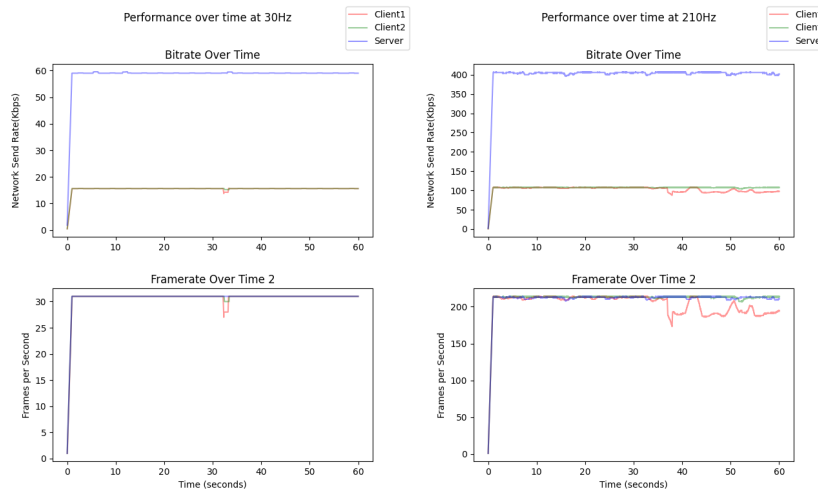 Performance over time at 30Hz
Client1
Client2
Server
Bitrate Over Time
Network Send Rate(Kbps)
60
50
40
30
20
10
0
0 10 20 30 40 50 60
Framerate Over Time 2
Frames per Second
30
25
20
15
10
5
0
0 10 20 30 40 50 60
Time (seconds)
Performance over time at 210Hz
Client
Client
Serve
Bitrate Over Time
Network Send Rate(Kbps)
400
350
300
250
200
150
100
50
0
0 10 20 30 40 50 60
Framerate Over Time 2
Frames per Second
200
150
100
50
0
0 10 20 30 40 50 60
Time (seconds)